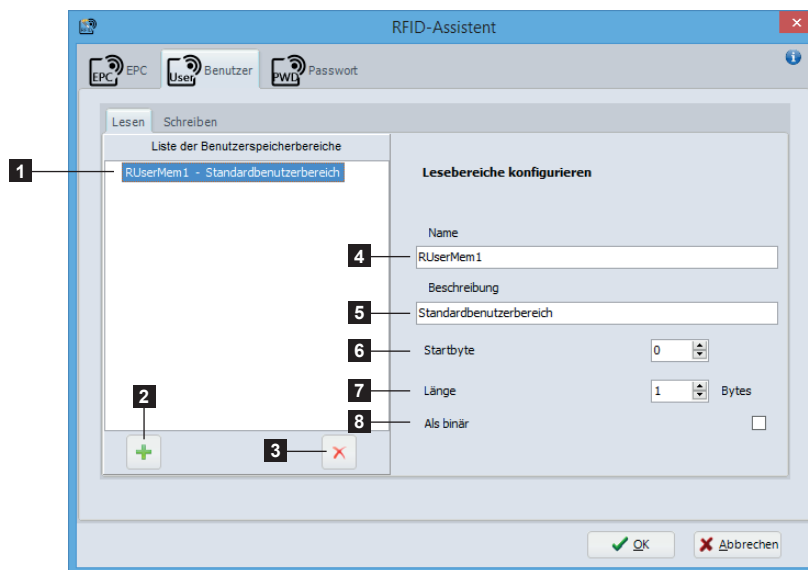 RFID-Assistent
EPC EPC User Benutzer PWD Passwort
Lesen Schreiben
Liste der Benutzerspeicherbereiche
1 RUserMem1 - Standardbenutzerbereich
Lesebereiche konfigurieren
Name
4 RUserMem1
Beschreibung
5 Standardbenutzerbereich
6 Startbyte 0
7 Länge 1 Bytes
8 Als binär
2
3
OK Abbrechen